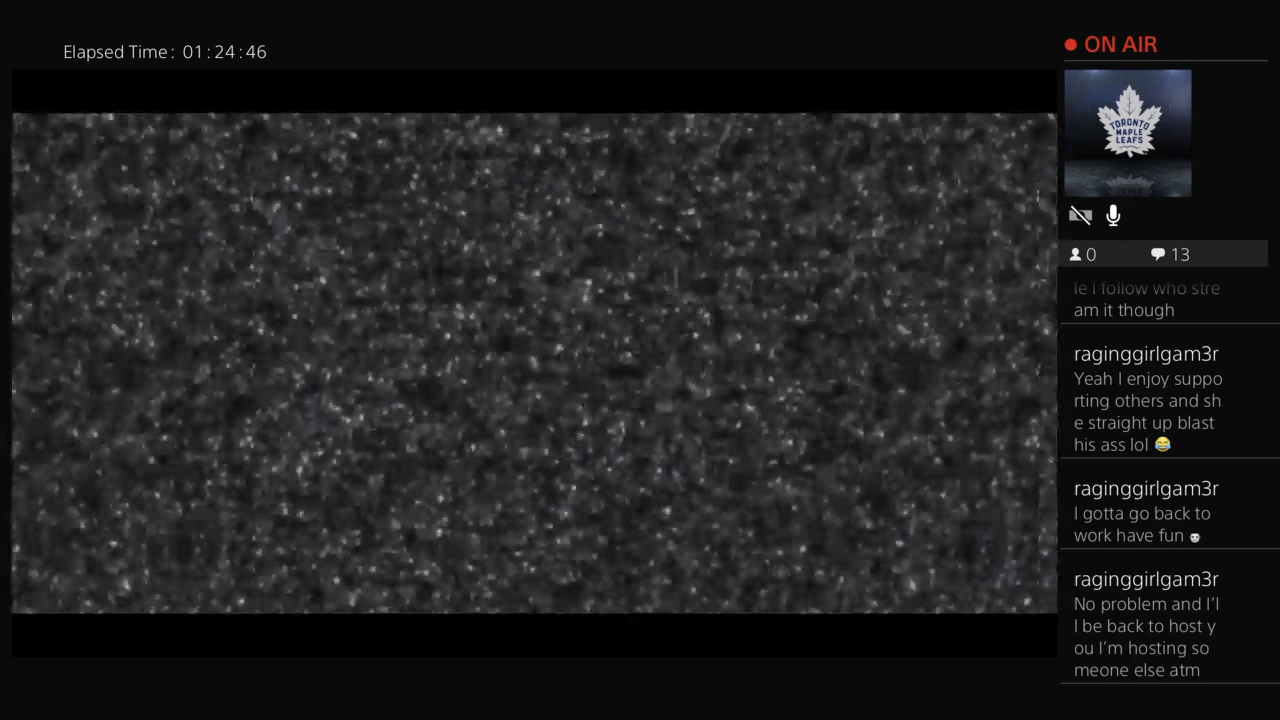 Elapsed Time: 01:24:46
ON AIR
TORONTO
MAPLE
LEAFS
0
13
le I follow who stre
am it though
raginggirlgam3r
Yeah I enjoy suppo
rting others and sh
e straight up blast
his ass lol 😂
raginggirlgam3r
I gotta go back to
work have fun 💀
raginggirlgam3r
No problem and I'l
l be back to host y
ou I'm hosting so
meone else atm